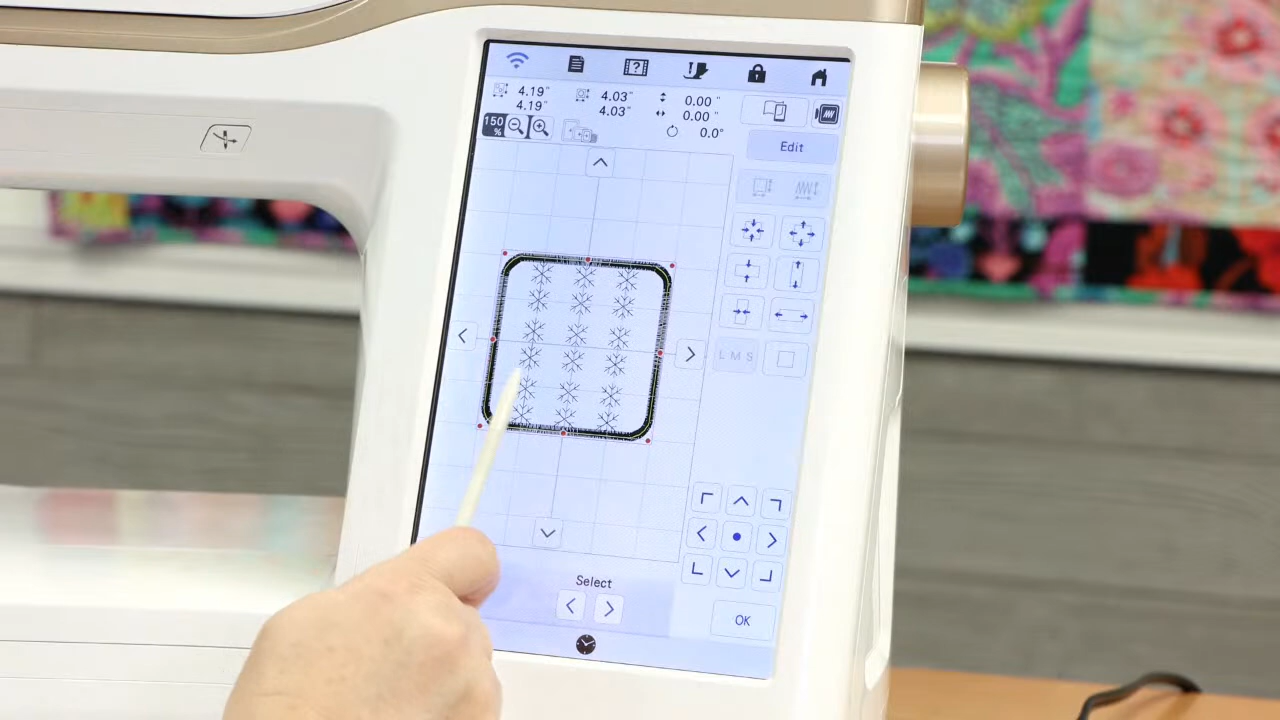 4.19" 4.03" 0.00 "
4.19" 4.03" 0.00 "
150 % 0.0°
Edit
L M S
Select
OK